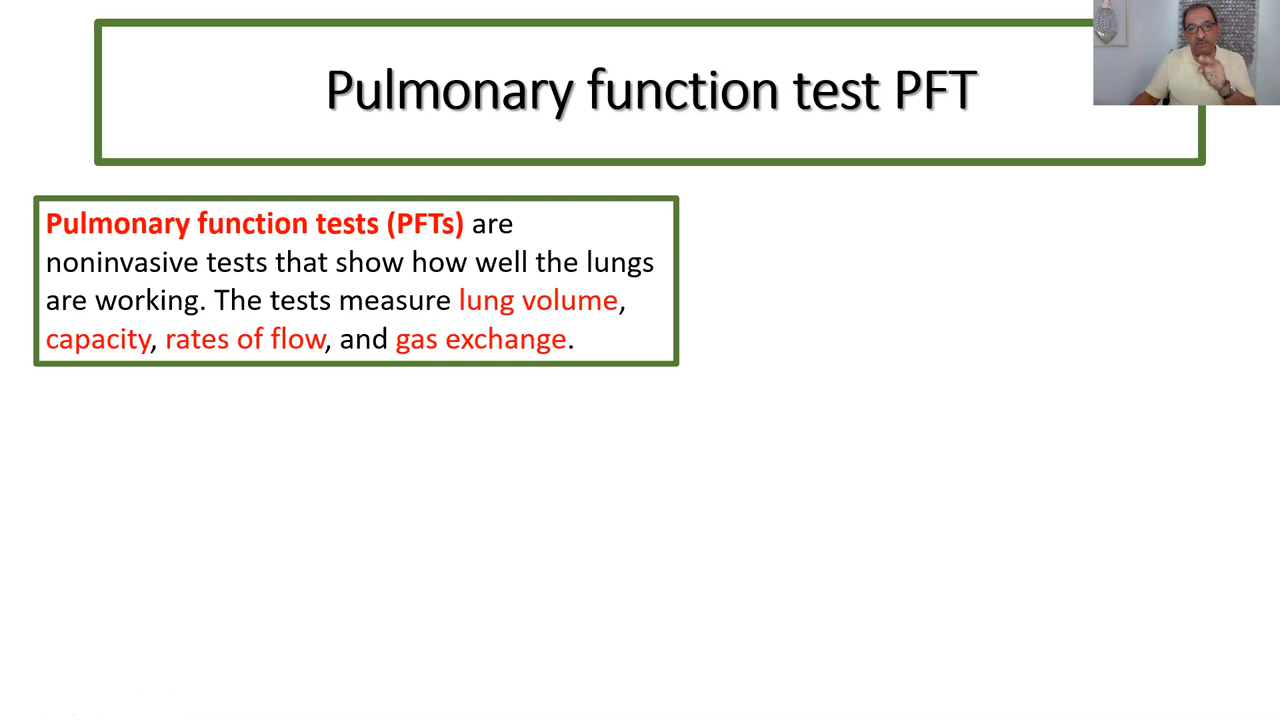 Pulmonary function test PFT
Pulmonary function tests (PFTs) are
noninvasive tests that show how well the lungs
are working. The tests measure lung volume,
capacity, rates of flow, and gas exchange.